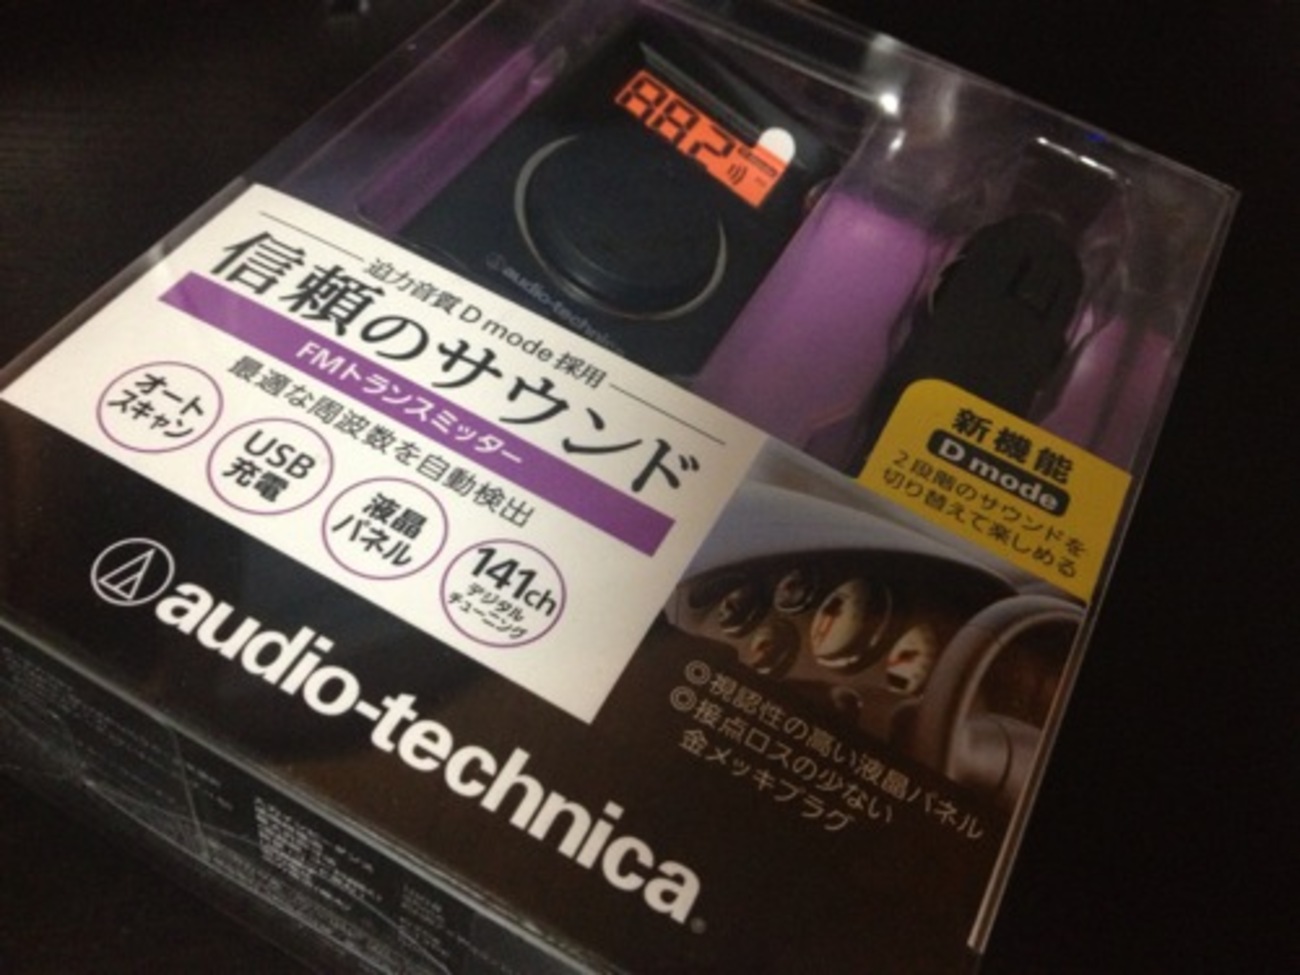 88.2
audio-technica
迫力音質 D mode 採用
信頼のサウンド
FMトランスミッター
最適な周波数を自動検出
オート
スキャン
USB
充電
液晶
パネル
141ch
デジタル
チューニング
新機能
D mode
2段階のサウンドを
切り替えて楽しめる
◎視認性の高い液晶パネル
◎接点ロスの少ない
金メッキプラグ
audio-technica